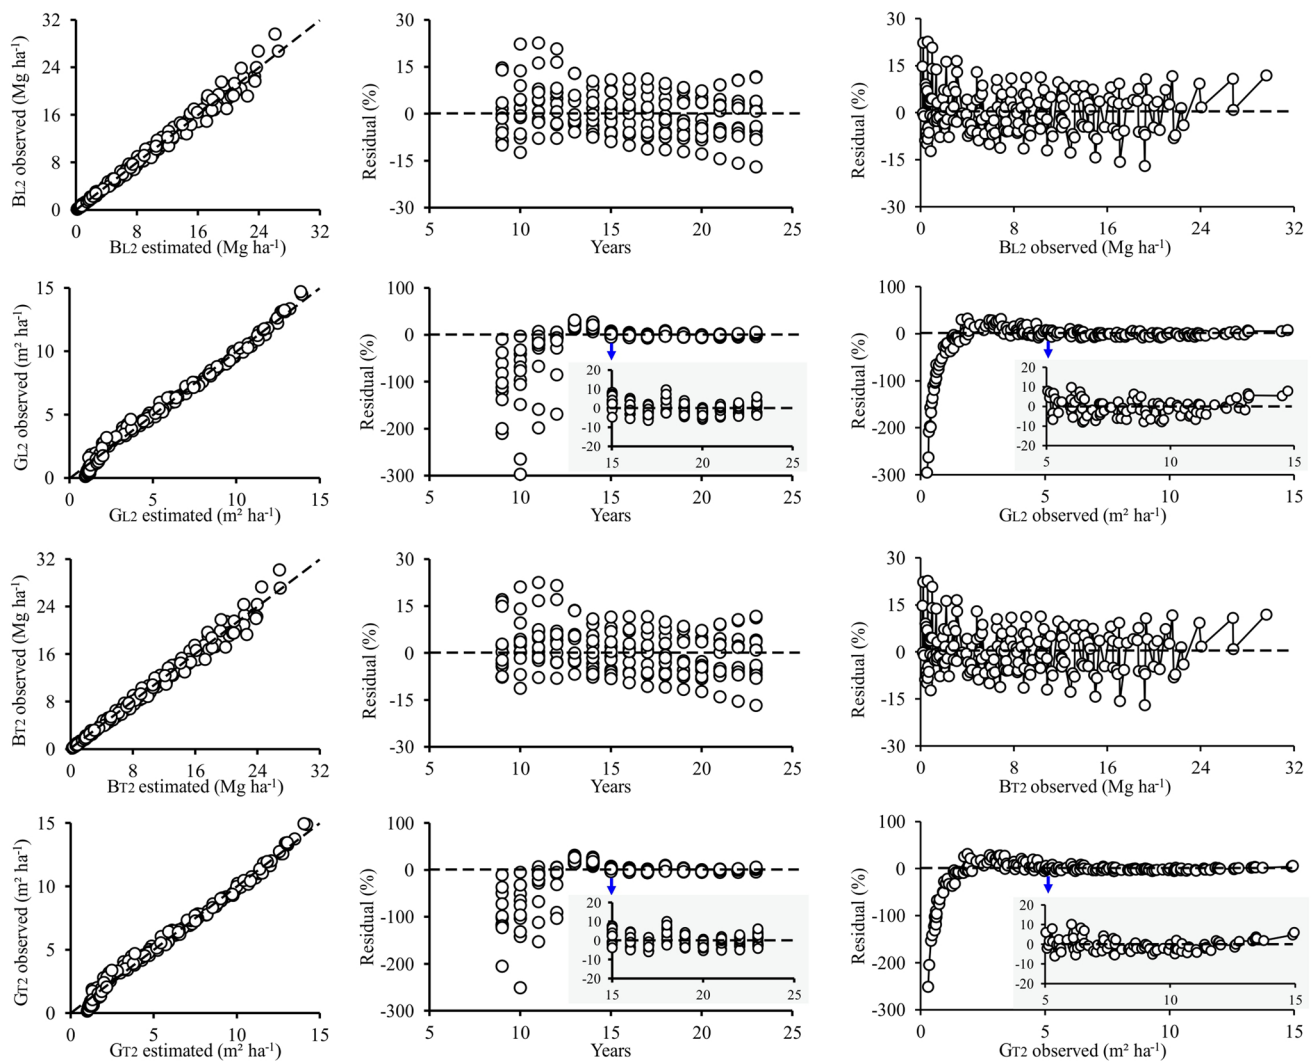 BL2 observed (Mg ha-1)
32
24
16
8
0
0 8 16 24 32
BL2 estimated (Mg ha-1)
Residual (%)
30
15
0
-15
-30
5 10 15 20 25
Years
Residual (%)
30
15
0
-15
-30
0 8 16 24 32
BL2 observed (Mg ha-1)
GL2 observed (m² ha-1)
15
10
5
0
0 5 10 15
GL2 estimated (m² ha-1)
Residual (%)
100
0
-100
-200
-300
5 10 15 20 25
Years
20
10
0
-10
-20
15 20 25
Residual (%)
100
0
-100
-200
-300
0 5 10 15
GL2 observed (m² ha-1)
20
10
0
-10
-20
5 10 15
BT2 observed (Mg ha-1)
32
24
16
8
0
0 8 16 24 32
BT2 estimated (Mg ha-1)
Residual (%)
30
15
0
-15
-30
5 10 15 20 25
Years
Residual (%)
30
15
0
-15
-30
0 8 16 24 32
BT2 observed (Mg ha-1)
GT2 observed (m² ha-1)
15
10
5
0
0 5 10 15
GT2 estimated (m² ha-1)
Residual (%)
100
0
-100
-200
-300
5 10 15 20 25
Years
20
10
0
-10
-20
15 20 25
Residual (%)
100
0
-100
-200
-300
0 5 10 15
GT2 observed (m² ha-1)
20
10
0
-10
-20
5 10 15